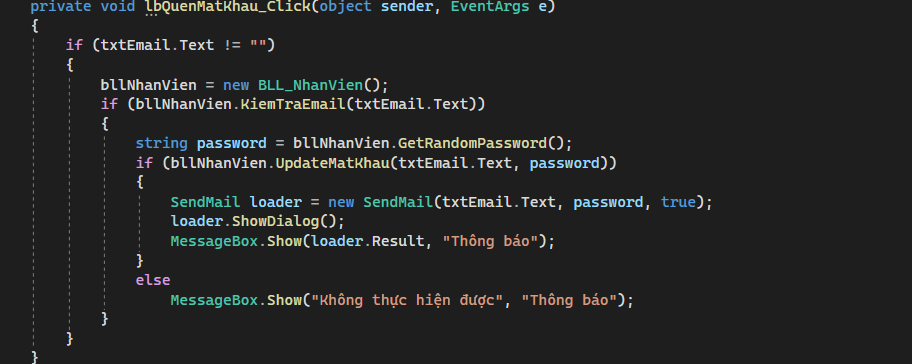 private void lbQuenMatKhau_Click(object sender, EventArgs e)
{
    if (txtEmail.Text != "")
    {
        bllNhanVien = new BLL_NhanVien();
        if (bllNhanVien.KiemTraEmail(txtEmail.Text))
        {
            string password = bllNhanVien.GetRandomPassword();
            if (bllNhanVien.UpdateMatKhau(txtEmail.Text, password))
            {
                SendMail loader = new SendMail(txtEmail.Text, password, true);
                loader.ShowDialog();
                MessageBox.Show(loader.Result, "Thông báo");
            }
            else
                MessageBox.Show("Không thực hiện được", "Thông báo");
        }
    }
}